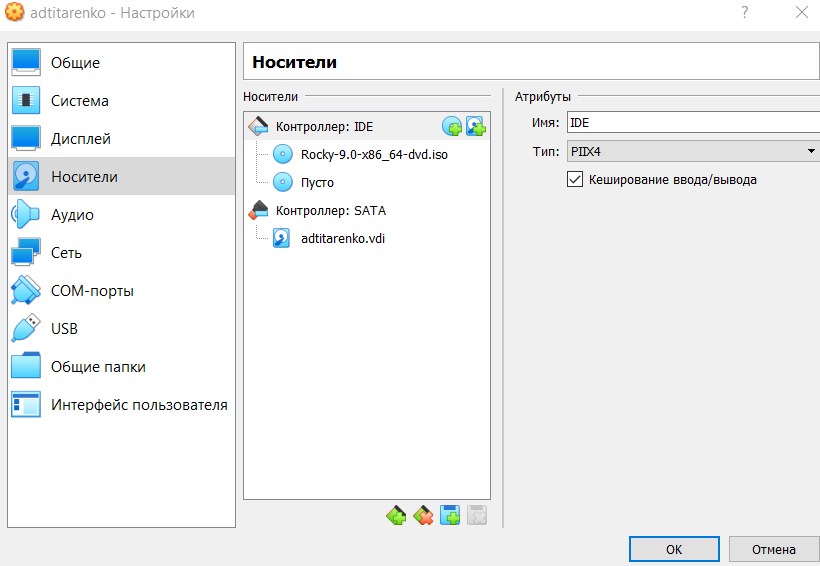 adtitarenko - Настройки
?
Общие
Система
Дисплей
Носители
Аудио
Сеть
COM-порты
USB
Общие папки
Интерфейс пользователя
Носители
Носители
Контроллер: IDE
Rocky-9.0-x86_64-dvd.iso
Пусто
Контроллер: SATA
adtitarenko.vdi
Атрибуты
Имя: IDE
Тип: PIIX4
Кеширование ввода/вывода
OK
Отмена